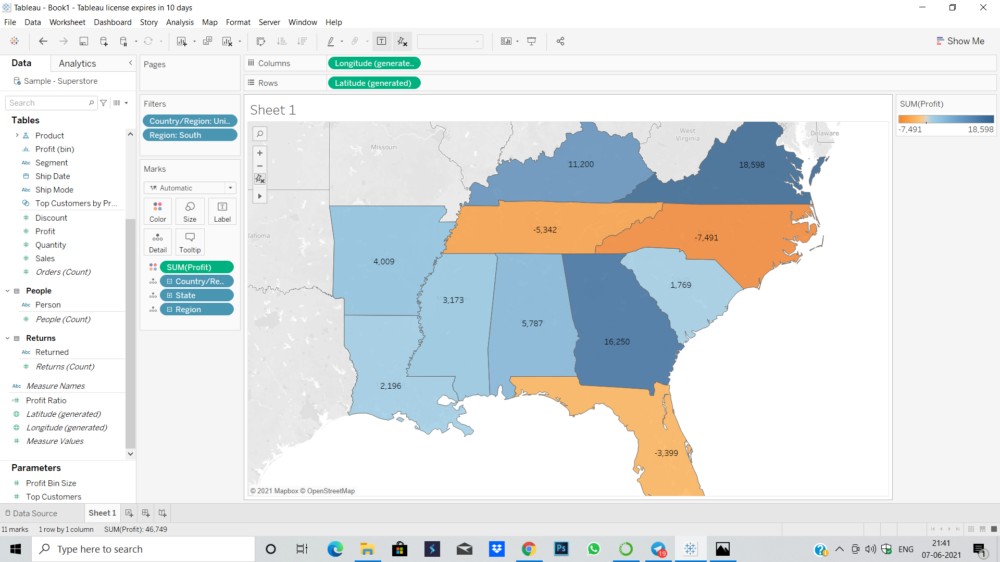 Tableau - Book1 - Tableau license expires in 10 days
File Data Worksheet Dashboard Story Analysis Map Format Server Window Help
Show Me
Data Analytics
Sample - Superstore
Search
Tables
Product
Profit (bin)
Abc Segment
Ship Date
Abc Ship Mode
Top Customers by Pr...
Discount
Profit
Quantity
Sales
Orders (Count)
People
Abc Person
People (Count)
Returns
Abc Returned
Returns (Count)
Abc Measure Names
Profit Ratio
Latitude (generated)
Longitude (generated)
Measure Values
Parameters
Profit Bin Size
Top Customers
Pages
Filters
Country/Region: Uni..
Region: South
Marks
Automatic
Color Size Label
Detail Tooltip
SUM(Profit)
Country/Re..
State
Region
Columns Longitude (generate..
Rows Latitude (generated)
Sheet 1
West
Virginia
Delaware
Missouri
11,200
18,598
-5,342
-7,491
lahoma
4,009
1,769
3,173
5,787
16,250
2,196
-3,399
© 2021 Mapbox © OpenStreetMap
SUM(Profit)
-7,491 18,598
Data Source Sheet 1
11 marks 1 row by 1 column SUM(Profit): 46,749
Type here to search
Ps
19
ENG
21:41
07-06-2021
1